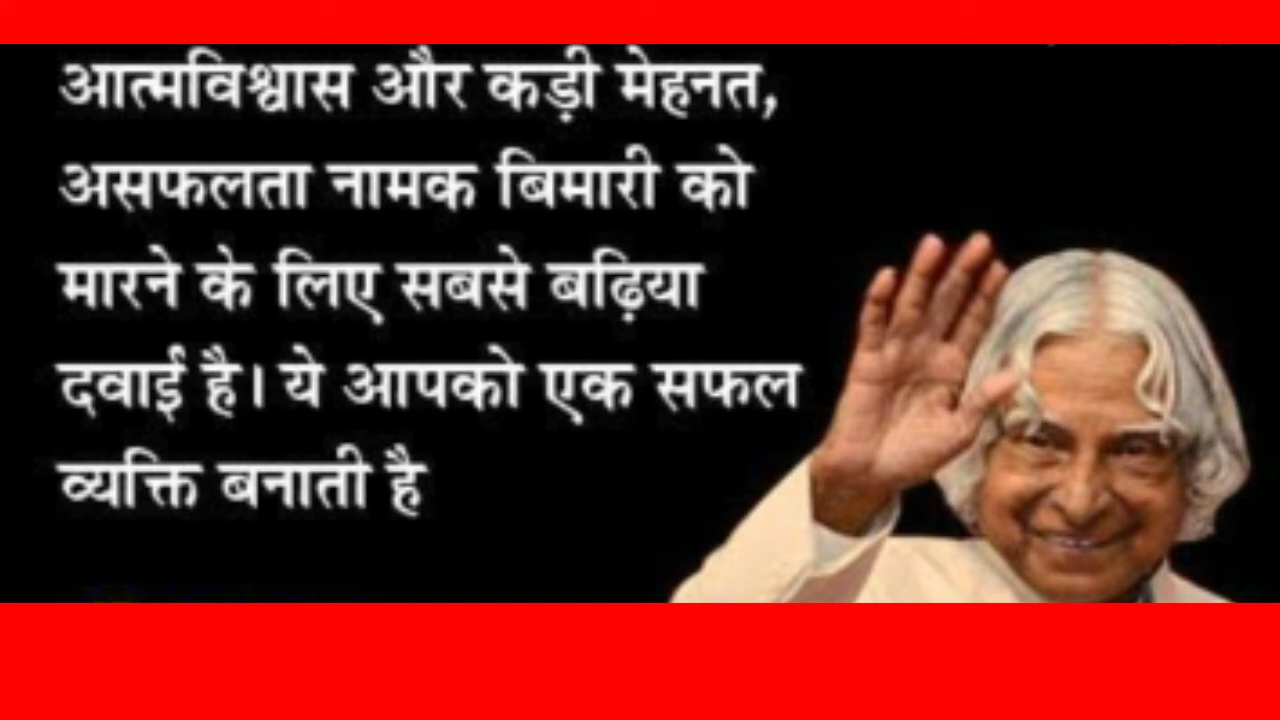 आत्मविश्वास और कड़ी मेहनत,
असफलता नामक बिमारी को
मारने के लिए सबसे बढ़िया
दवाई है। ये आपको एक सफल
व्यक्ति बनाती है